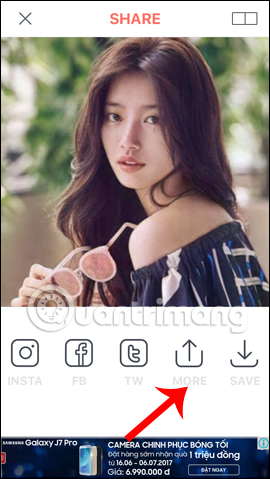 SHARE
Quantrimang
INSTA FB TW MORE SAVE
SAMSUNG
Galaxy J7 Pro
CAMERA CHINH PHỤC BÓNG TỐI
Đặt hàng sớm nhận quà 1 triệu đồng
từ 16.06 - 06.07.2017
Giá: 6.990.000 đ
ĐẶT NGAY